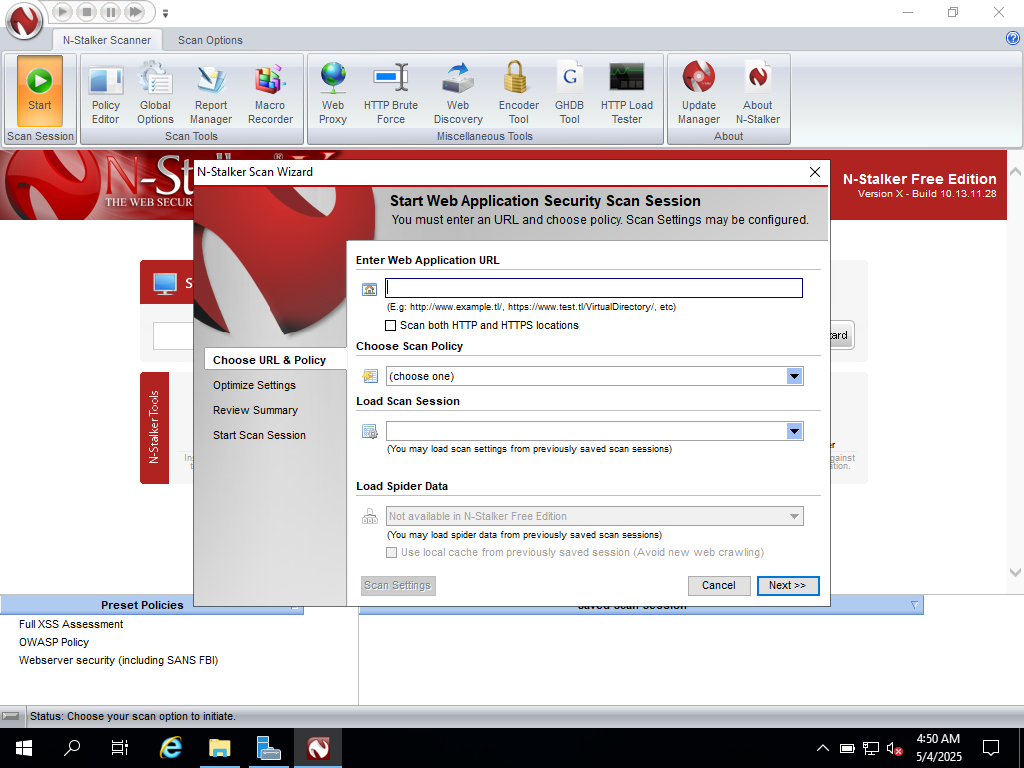 N-Stalker Scanner
Scan Options
Start
Policy Editor
Global Options
Report Manager
Macro Recorder
Web Proxy
HTTP Brute Force
Web Discovery
Encoder Tool
GHDB Tool
HTTP Load Tester
Update Manager
About N-Stalker
Scan Session
Scan Tools
Miscellaneous Tools
About
N-St
THE WEB SECUR
N-Stalker Free Edition
Version X - Build 10.13.11.28
N-Stalker Scan Wizard
Start Web Application Security Scan Session
You must enter an URL and choose policy. Scan Settings may be configured.
Choose URL & Policy
Optimize Settings
Review Summary
Start Scan Session
Enter Web Application URL
(E.g: http://www.example.tl/, https://www.test.tl/VirtualDirectory/, etc)
Scan both HTTP and HTTPS locations
Choose Scan Policy
(choose one)
Load Scan Session
(You may load scan settings from previously saved scan sessions)
Load Spider Data
Not available in N-Stalker Free Edition
(You may load spider data from previously saved scan sessions)
Use local cache from previously saved session (Avoid new web crawling)
Scan Settings
Cancel
Next >>
S
ard
N-Stalker Tools
Preset Policies
Full XSS Assessment
OWASP Policy
Webserver security (including SANS FBI)
Saved Scan Session
Status: Choose your scan option to initiate.
4:50 AM
5/4/2025